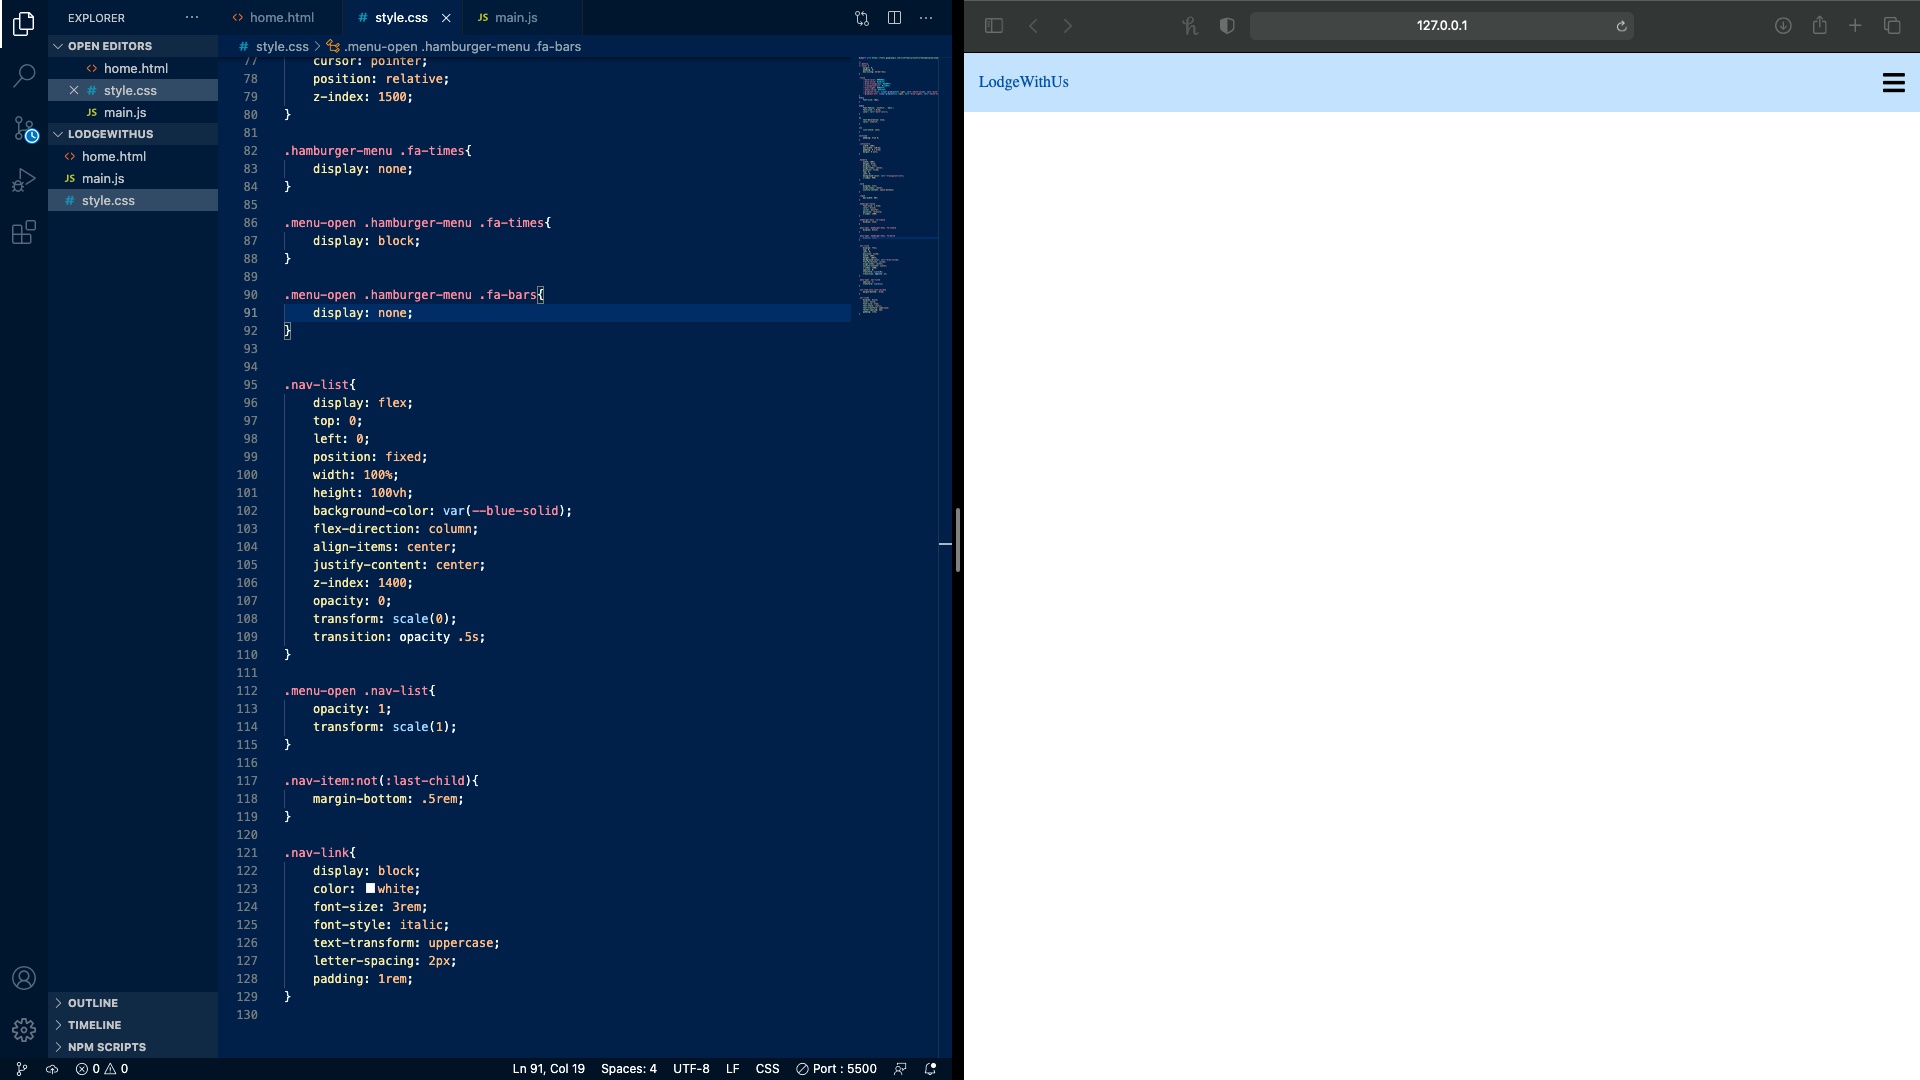 EXPLORER
OPEN EDITORS
<> home.html
# style.css
JS main.js
LODGEWITHUS
<> home.html
JS main.js
# style.css
OUTLINE
TIMELINE
NPM SCRIPTS
<> home.html # style.css JS main.js
# style.css > .menu-open .hamburger-menu .fa-bars
77 cursor: pointer;
78 position: relative;
79 z-index: 1500;
80 }
81
82 .hamburger-menu .fa-times{
83 display: none;
84 }
85
86 .menu-open .hamburger-menu .fa-times{
87 display: block;
88 }
89
90 .menu-open .hamburger-menu .fa-bars{
91 display: none;
92 }
93
94
95 .nav-list{
96 display: flex;
97 top: 0;
98 left: 0;
99 position: fixed;
100 width: 100%;
101 height: 100vh;
102 background-color: var(--blue-solid);
103 flex-direction: column;
104 align-items: center;
105 justify-content: center;
106 z-index: 1400;
107 opacity: 0;
108 transform: scale(0);
109 transition: opacity .5s;
110 }
111
112 .menu-open .nav-list{
113 opacity: 1;
114 transform: scale(1);
115 }
116
117 .nav-item:not(:last-child){
118 margin-bottom: .5rem;
119 }
120
121 .nav-link{
122 display: block;
123 color: white;
124 font-size: 3rem;
125 font-style: italic;
126 text-transform: uppercase;
127 letter-spacing: 2px;
128 padding: 1rem;
129 }
130
0 0 Ln 91, Col 19 Spaces: 4 UTF-8 LF CSS Port : 5500
127.0.0.1
LodgeWithUs